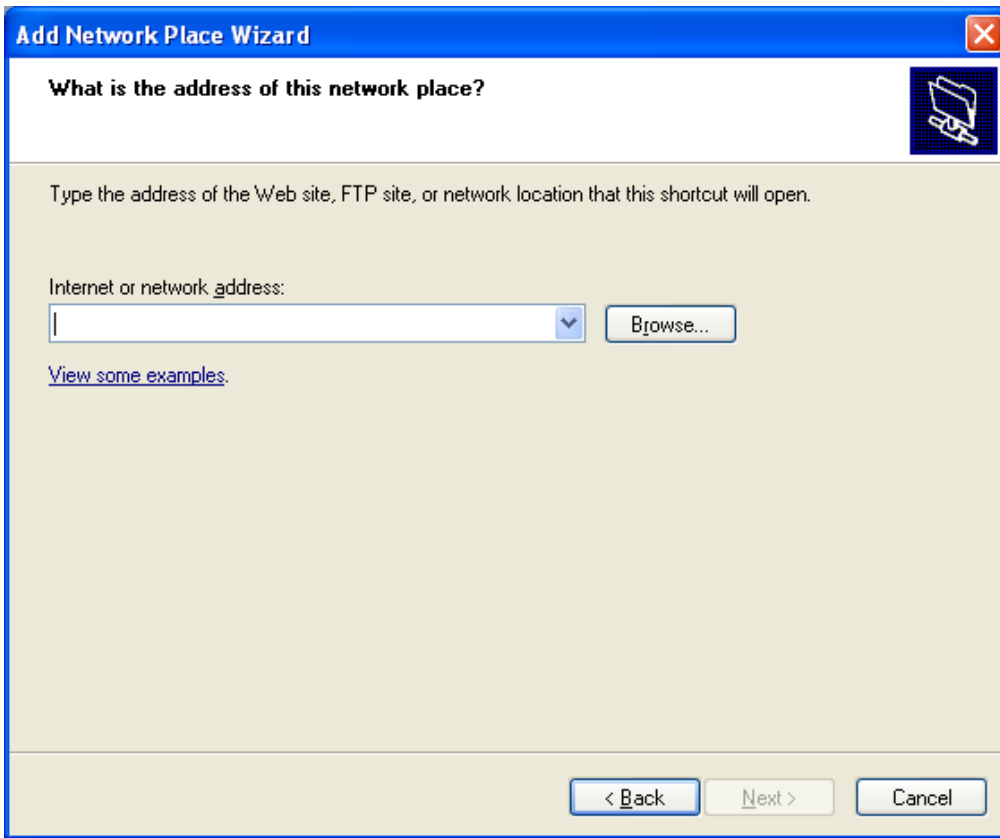 Add Network Place Wizard
What is the address of this network place?
Type the address of the Web site, FTP site, or network location that this shortcut will open.
Internet or network address:
Browse...
View some examples.
< Back
Next >
Cancel